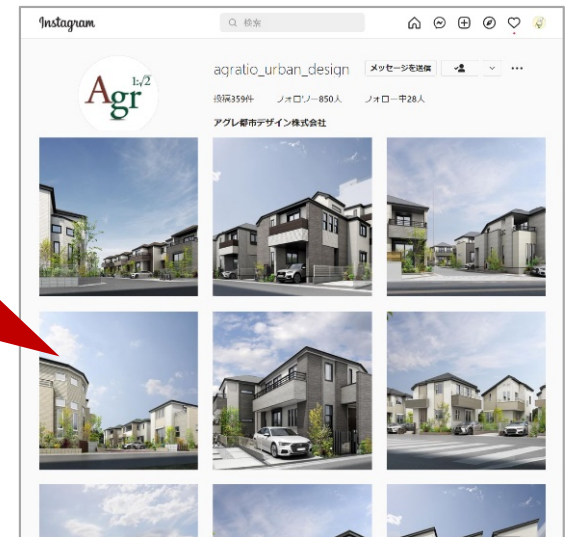 Instagram
検索
agratio_urban_design メッセージを送信
投稿359件 フォロワー850人 フォロー中28人
アグレ都市デザイン株式会社
Agr 1:√2